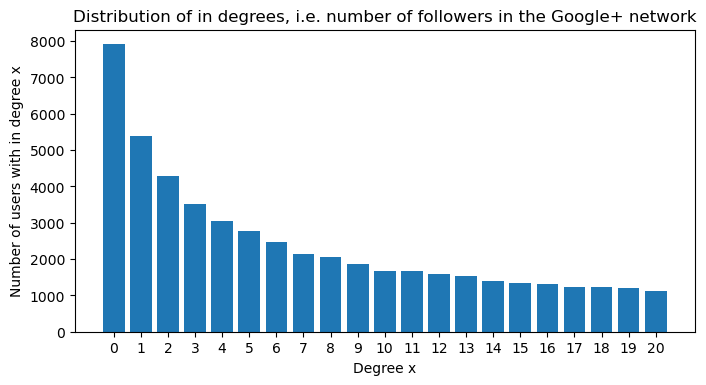 Distribution of in degrees, i.e. number of followers in the Google+ network
Number of users with in degree x
8000
7000
6000
5000
4000
3000
2000
1000
0
0 1 2 3 4 5 6 7 8 9 10 11 12 13 14 15 16 17 18 19 20
Degree x